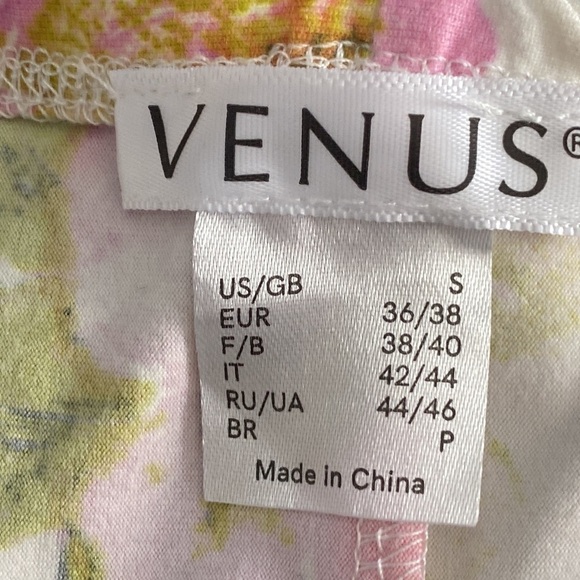 VENUS®
US/GB S
EUR 36/38
F/B 38/40
IT 42/44
RU/UA 44/46
BR P
Made in China